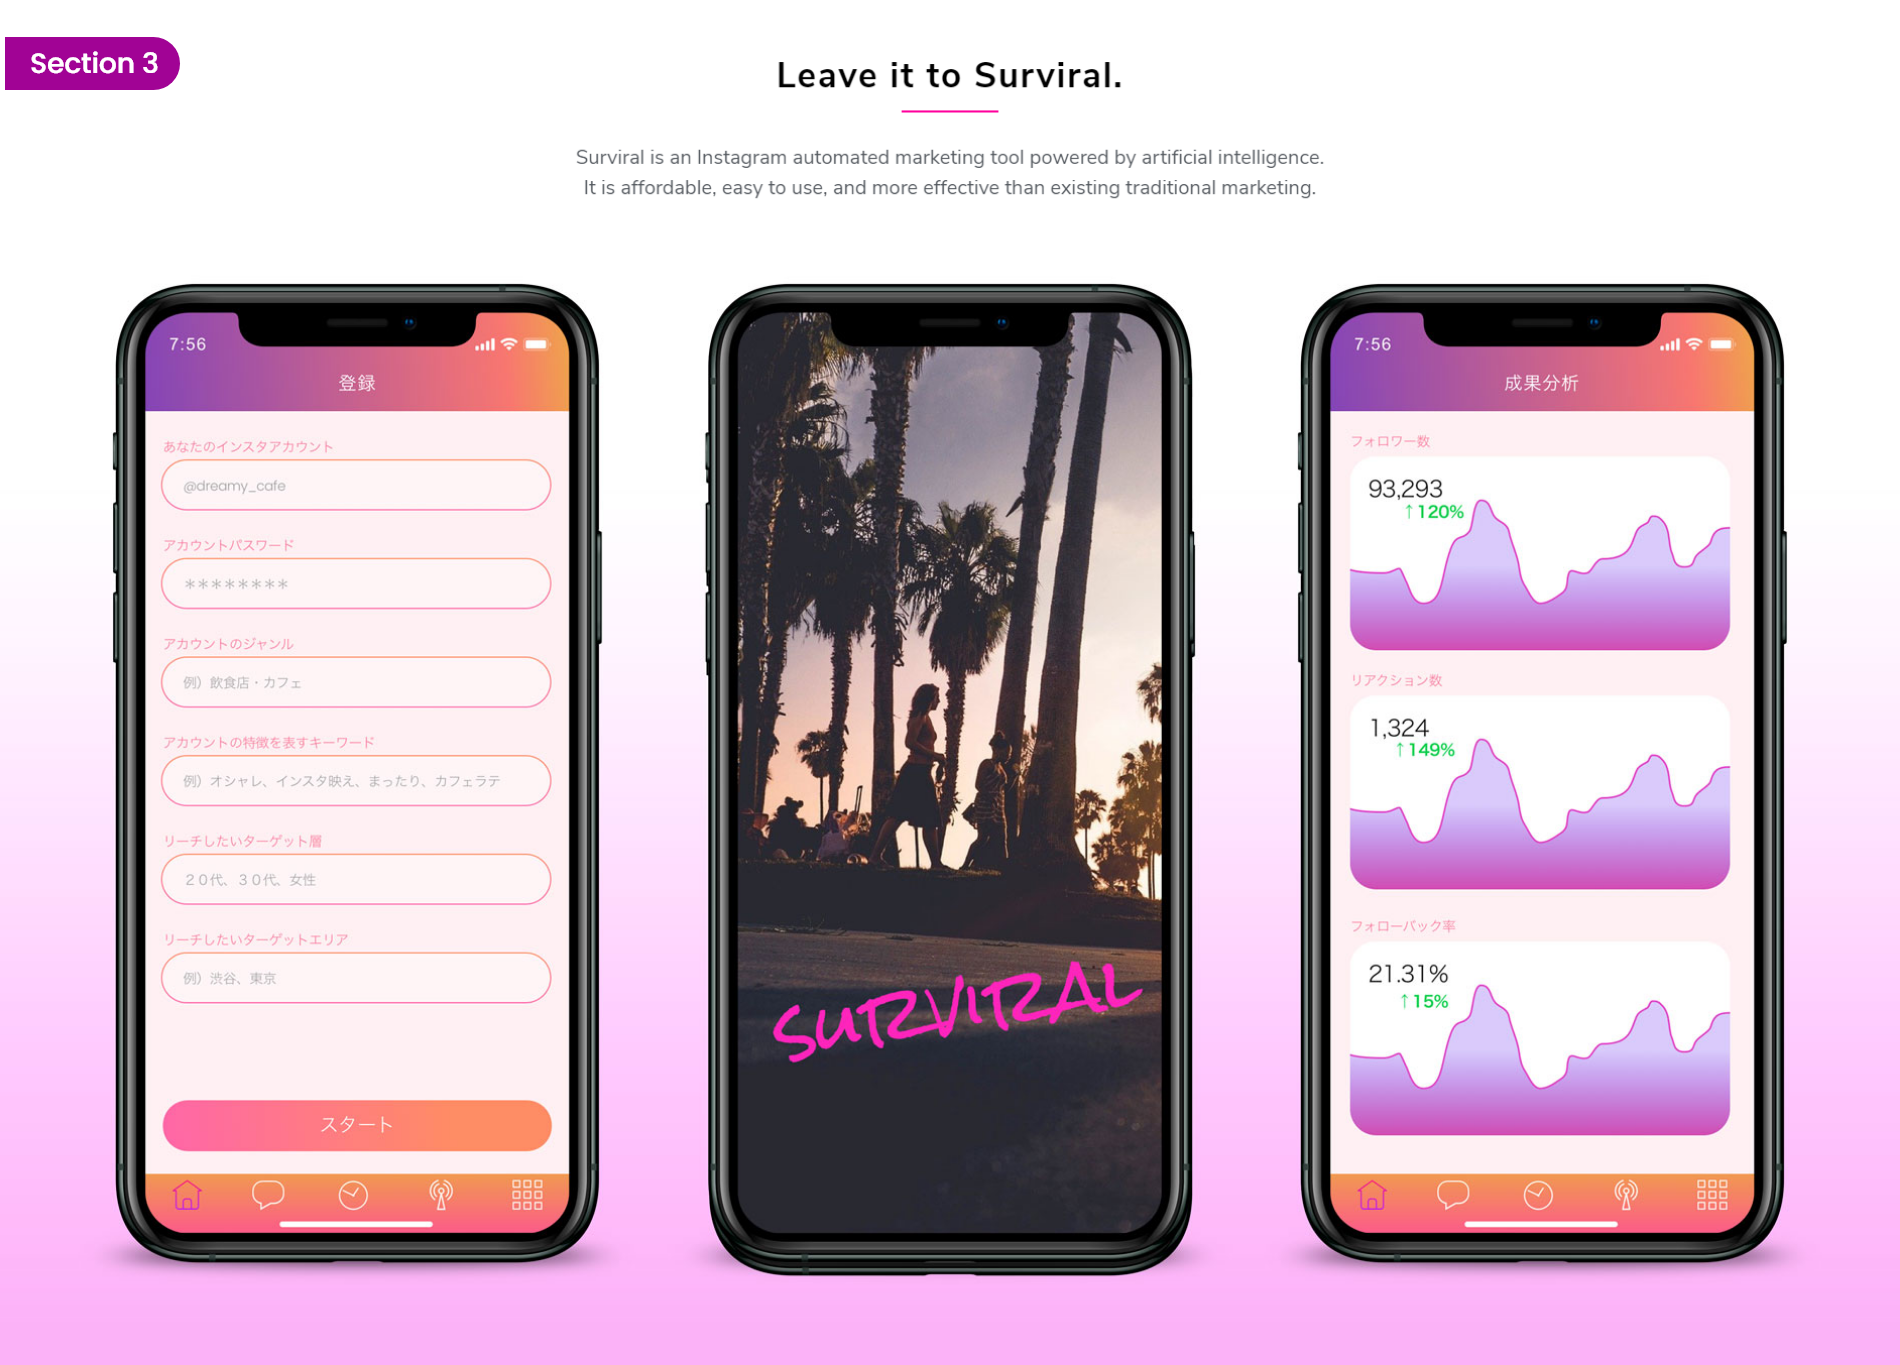 Section 3
Leave it to Surviral.
Surviral is an Instagram automated marketing tool powered by artificial intelligence.
It is affordable, easy to use, and more effective than existing traditional marketing.
7:56
登録
あなたのインスタアカウント
@dreamy_cafe
アカウントパスワード
********
アカウントのジャンル
例）飲食店・カフェ
アカウントの特徴を表すキーワード
例）オシャレ、インスタ映え、まったり、カフェラテ
リーチしたいターゲット層
２０代、３０代、女性
リーチしたいターゲットエリア
例）渋谷、東京
スタート
SURVIRAL
7:56
成果分析
フォロワー数
93,293
↑120%
リアクション数
1,324
↑149%
フォローバック率
21.31%
↑15%